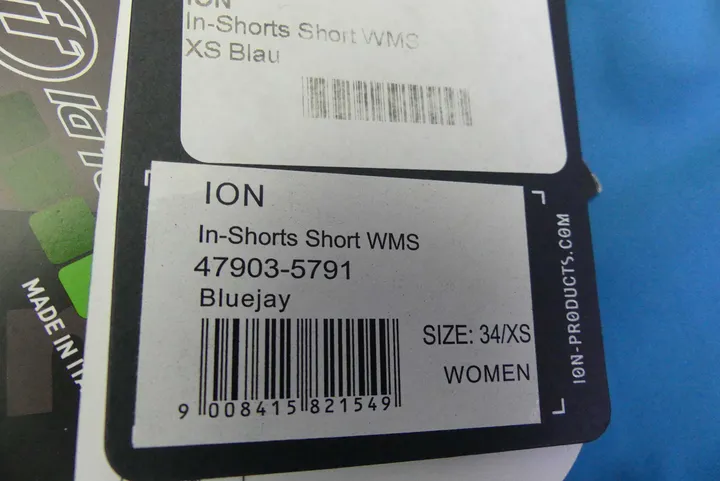 ION
In-Shorts Short WMS
XS Blau
ION
In-Shorts Short WMS
47903-5791
Bluejay
SIZE: 34/XS
WOMEN
9 008415 821549
ION-PRODUCTS.COM
MADE IN ITA